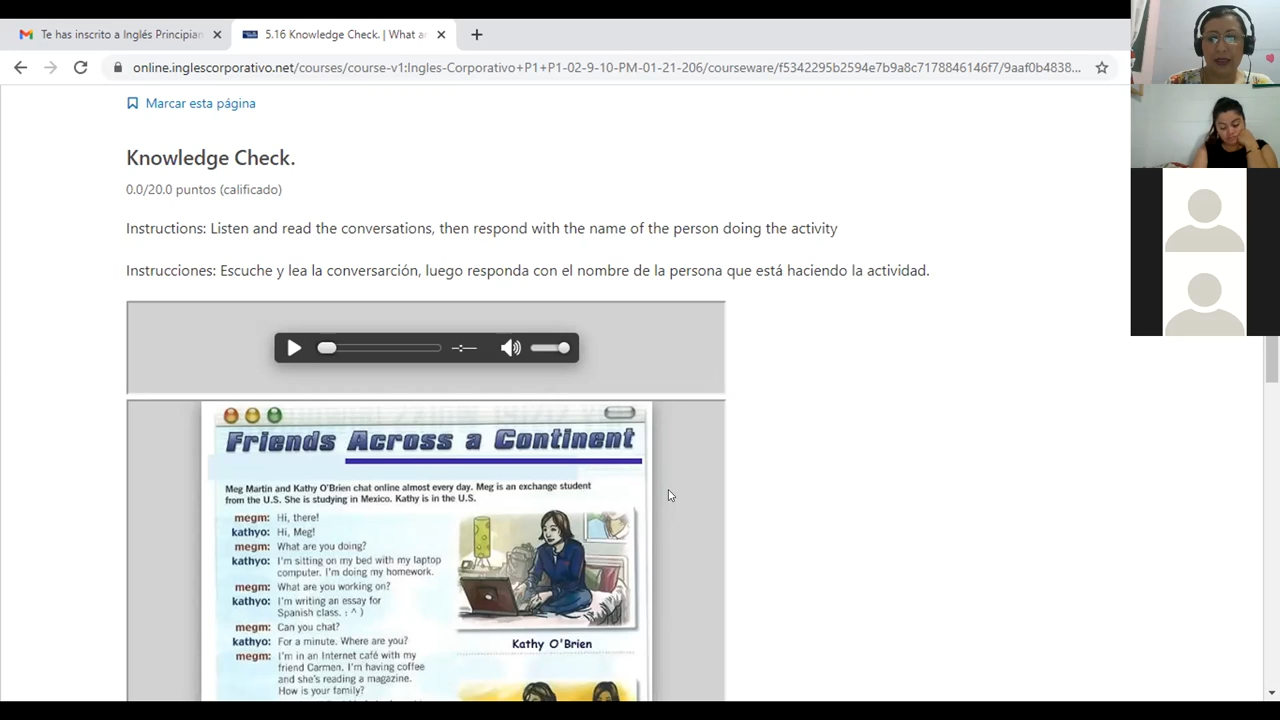 Te has inscrito a Inglés Principian
5.16 Knowledge Check. | What a
online.inglescorporativo.net/courses/course-v1:Ingles-Corporativo+P1+P1-02-9-10-PM-01-21-206/courseware/f5342295b2594e7b9a8c7178846146f7/9aaf0b4838...
Marcar esta página
Knowledge Check.
0.0/20.0 puntos (calificado)
Instructions: Listen and read the conversations, then respond with the name of the person doing the activity
Instrucciones: Escuche y lea la conversarción, luego responda con el nombre de la persona que está haciendo la actividad.
-:--
Friends Across a Continent
Meg Martin and Kathy O'Brien chat online almost every day. Meg is an exchange student
from the U.S. She is studying in Mexico. Kathy is in the U.S.
megm: Hi, there!
kathyo: Hi, Meg!
megm: What are you doing?
kathyo: I'm sitting on my bed with my laptop
computer. I'm doing my homework.
megm: What are you working on?
kathyo: I'm writing an essay for
Spanish class. : ^ )
megm: Can you chat?
kathyo: For a minute. Where are you?
megm: I'm in an Internet café with my
friend Carmen. I'm having coffee
and she's reading a magazine.
How is your family?
Kathy O'Brien